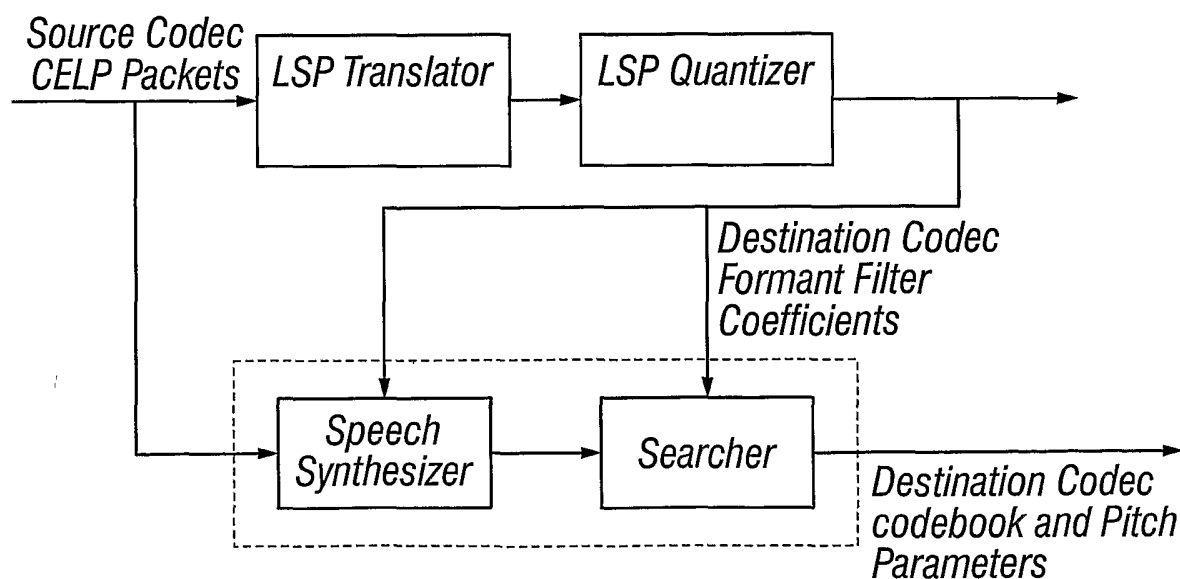 Source Codec
CELP Packets
LSP Translator
LSP Quantizer
Destination Codec
Formant Filter
Coefficients
Speech
Synthesizer
Searcher
Destination Codec
codebook and Pitch
Parameters